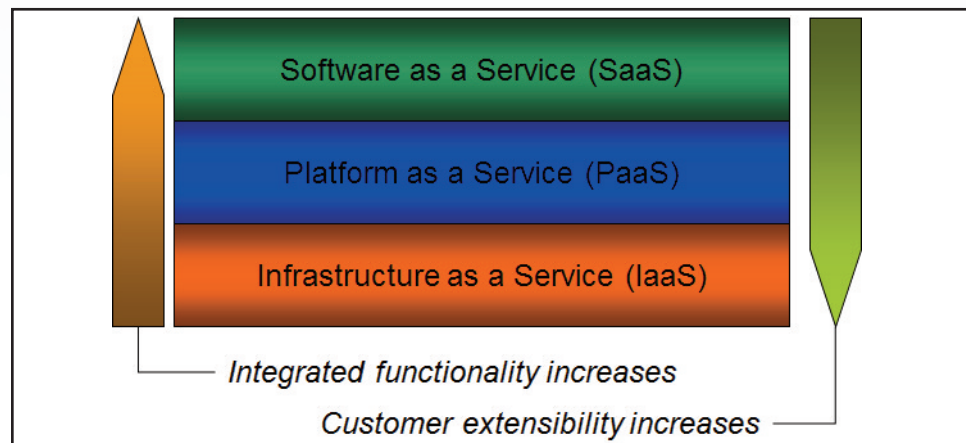 Software as a Service (SaaS)
Platform as a Service (PaaS)
Infrastructure as a Service (IaaS)
Integrated functionality increases
Customer extensibility increases